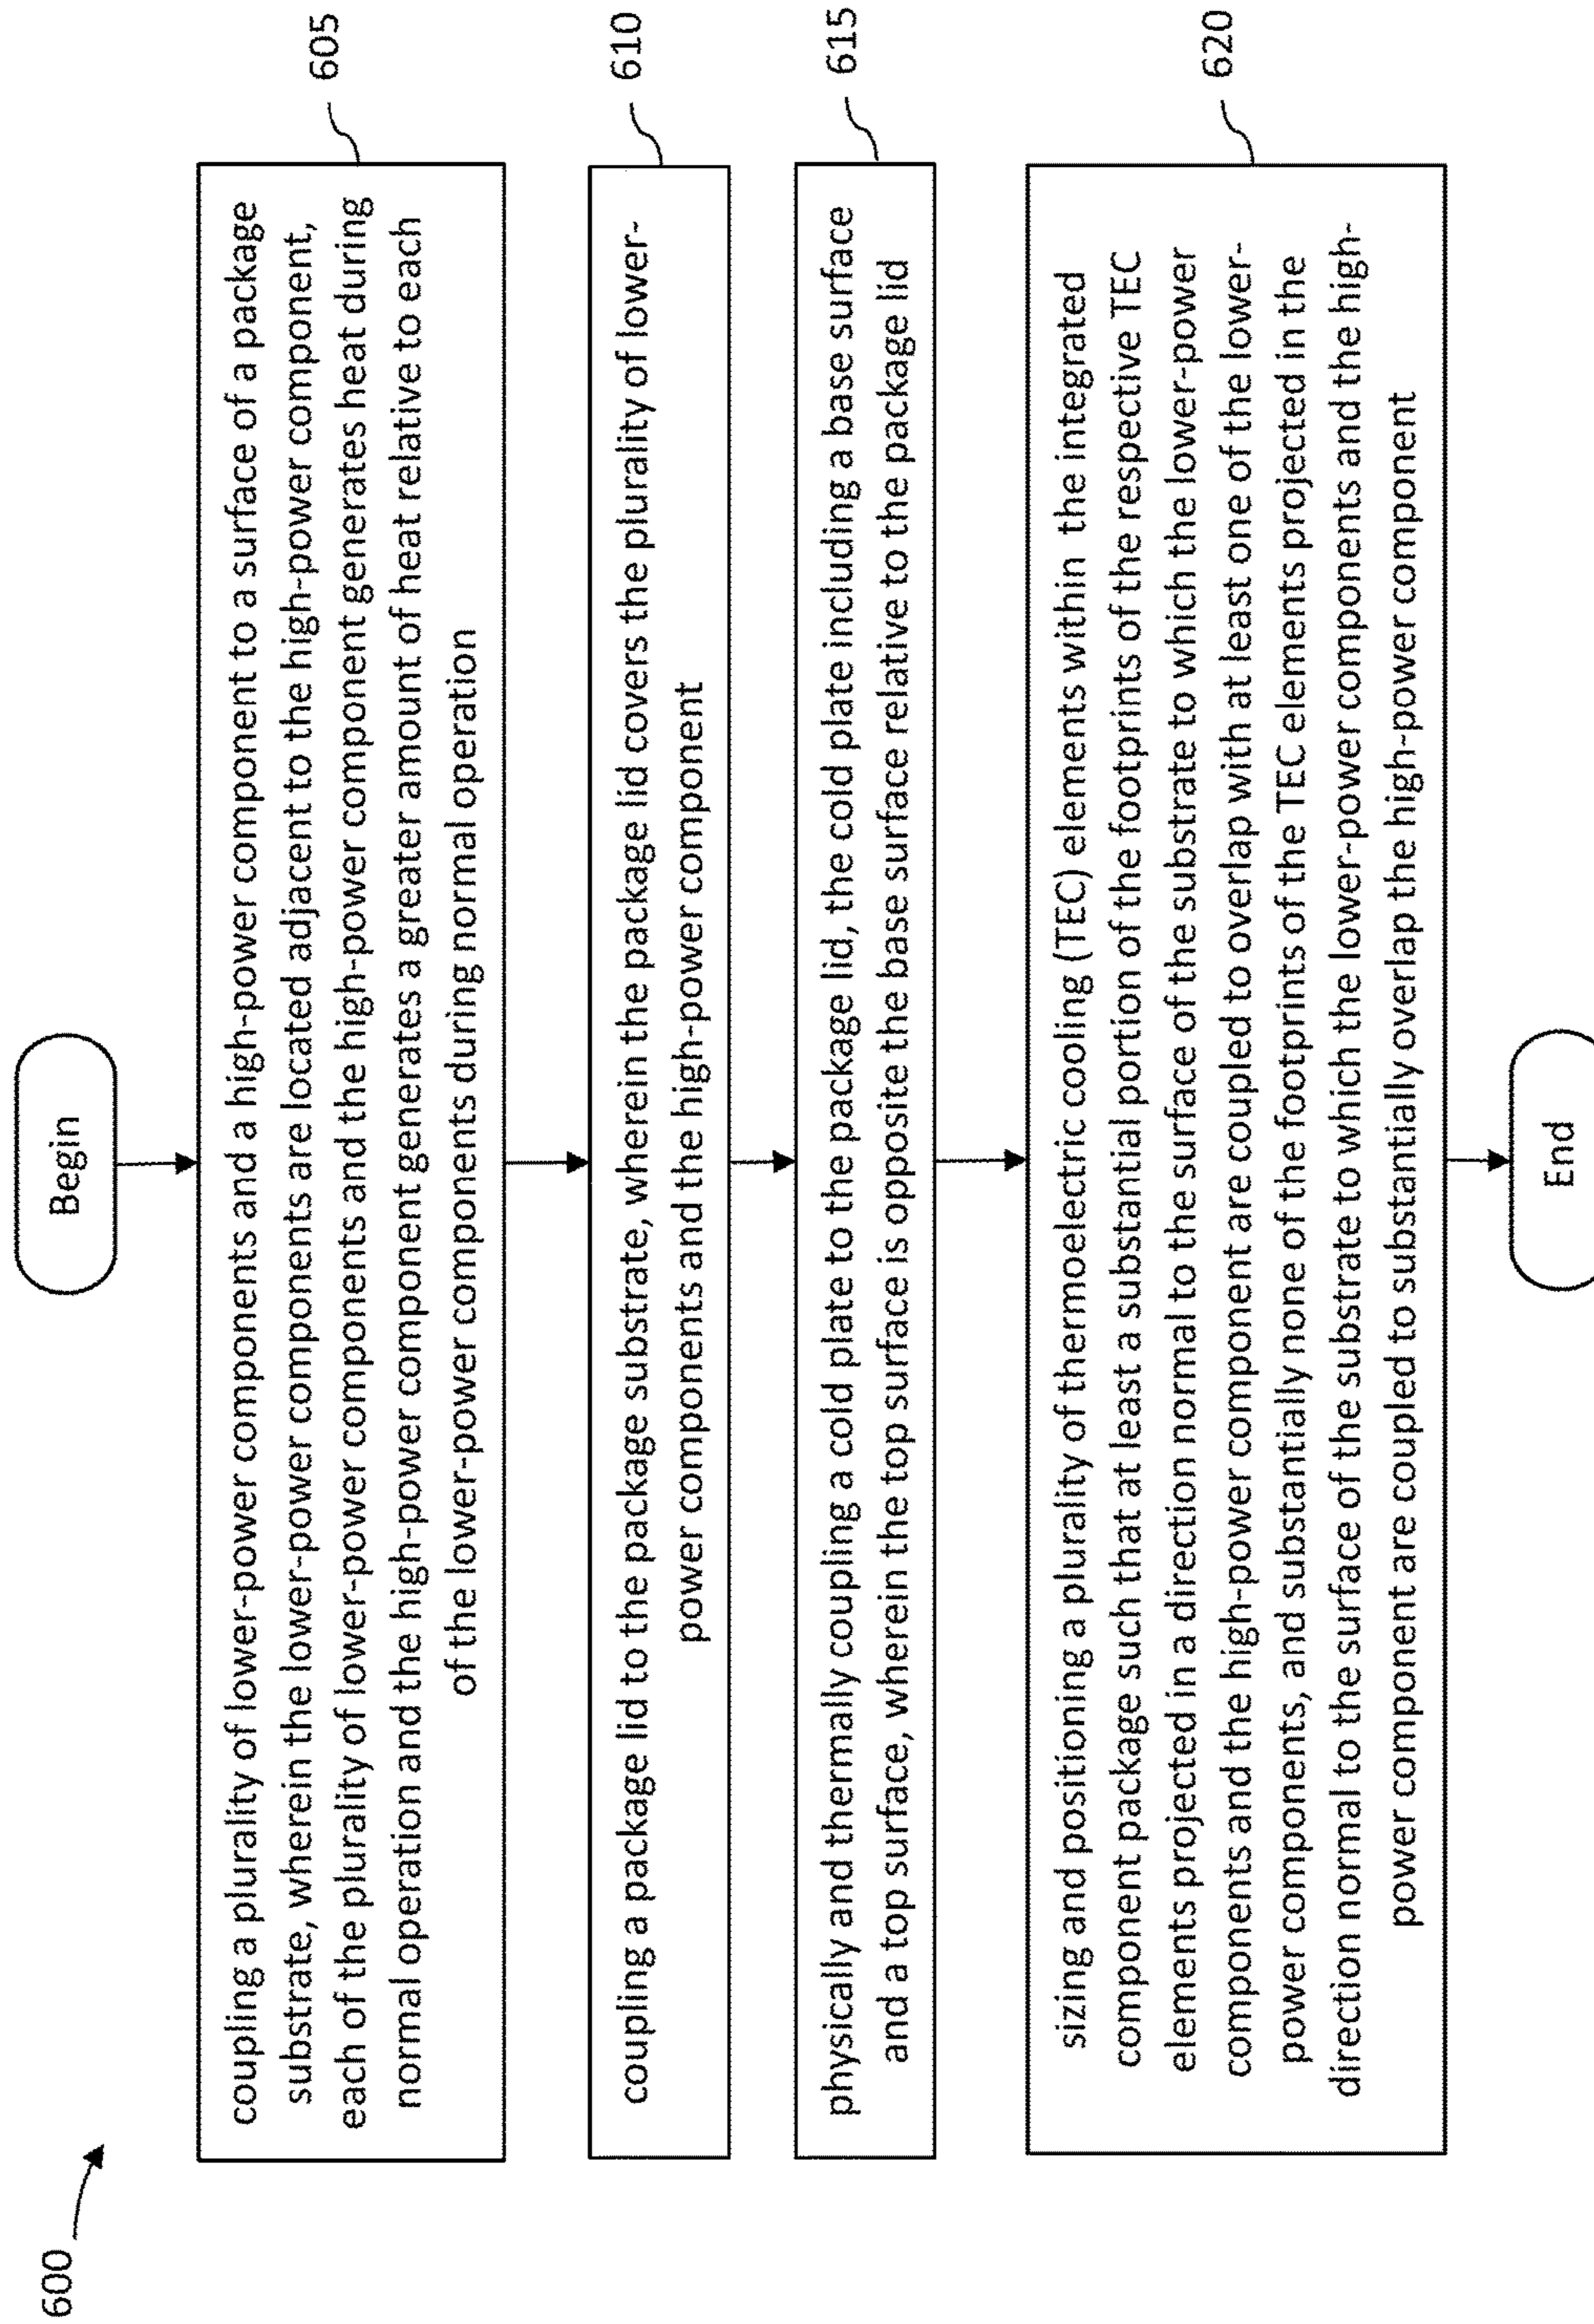 600
Begin
coupling a plurality of lower-power components and a high-power component to a surface of a package
substrate, wherein the lower-power components are located adjacent to the high-power component,
each of the plurality of lower-power components and the high-power component generates heat during
normal operation and the high-power component generates a greater amount of heat relative to each
of the lower-power components during normal operation
605
coupling a package lid to the package substrate, wherein the package lid covers the plurality of lower-
power components and the high-power component
610
physically and thermally coupling a cold plate to the package lid, the cold plate including a base surface
and a top surface, wherein the top surface is opposite the base surface relative to the package lid
615
sizing and positioning a plurality of thermoelectric cooling (TEC) elements within the integrated
component package such that at least a substantial portion of the footprints of the respective TEC
elements projected in a direction normal to the surface of the substrate to which the lower-power
components and the high-power component are coupled to overlap with at least one of the lower-
power components, and substantially none of the footprints of the TEC elements projected in the
direction normal to the surface of the substrate to which the lower-power components and the high-
power component are coupled to substantially overlap the high-power component
620
End